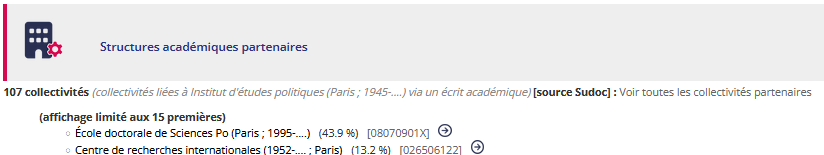 Structures académiques partenaires
107 collectivités (collectivités liées à Institut d'études politiques (Paris ; 1945-....) via un écrit académique) [source Sudoc] : Voir toutes les collectivités partenaires
(affichage limité aux 15 premières)
École doctorale de Sciences Po (Paris ; 1995-....) (43.9 %) [08070901X]
Centre de recherches internationales (1952-.... ; Paris) (13.2 %) [026506122]